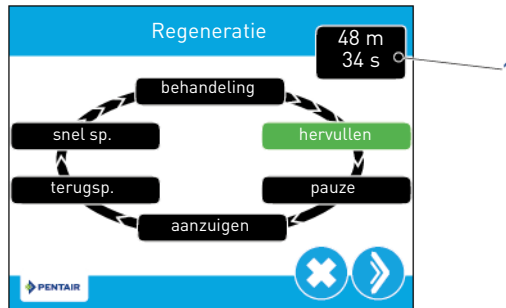 Regeneratie
48 m
34 s
behandeling
snel sp.
hervullen
terugsp.
pauze
aanzuigen
PENTAIR